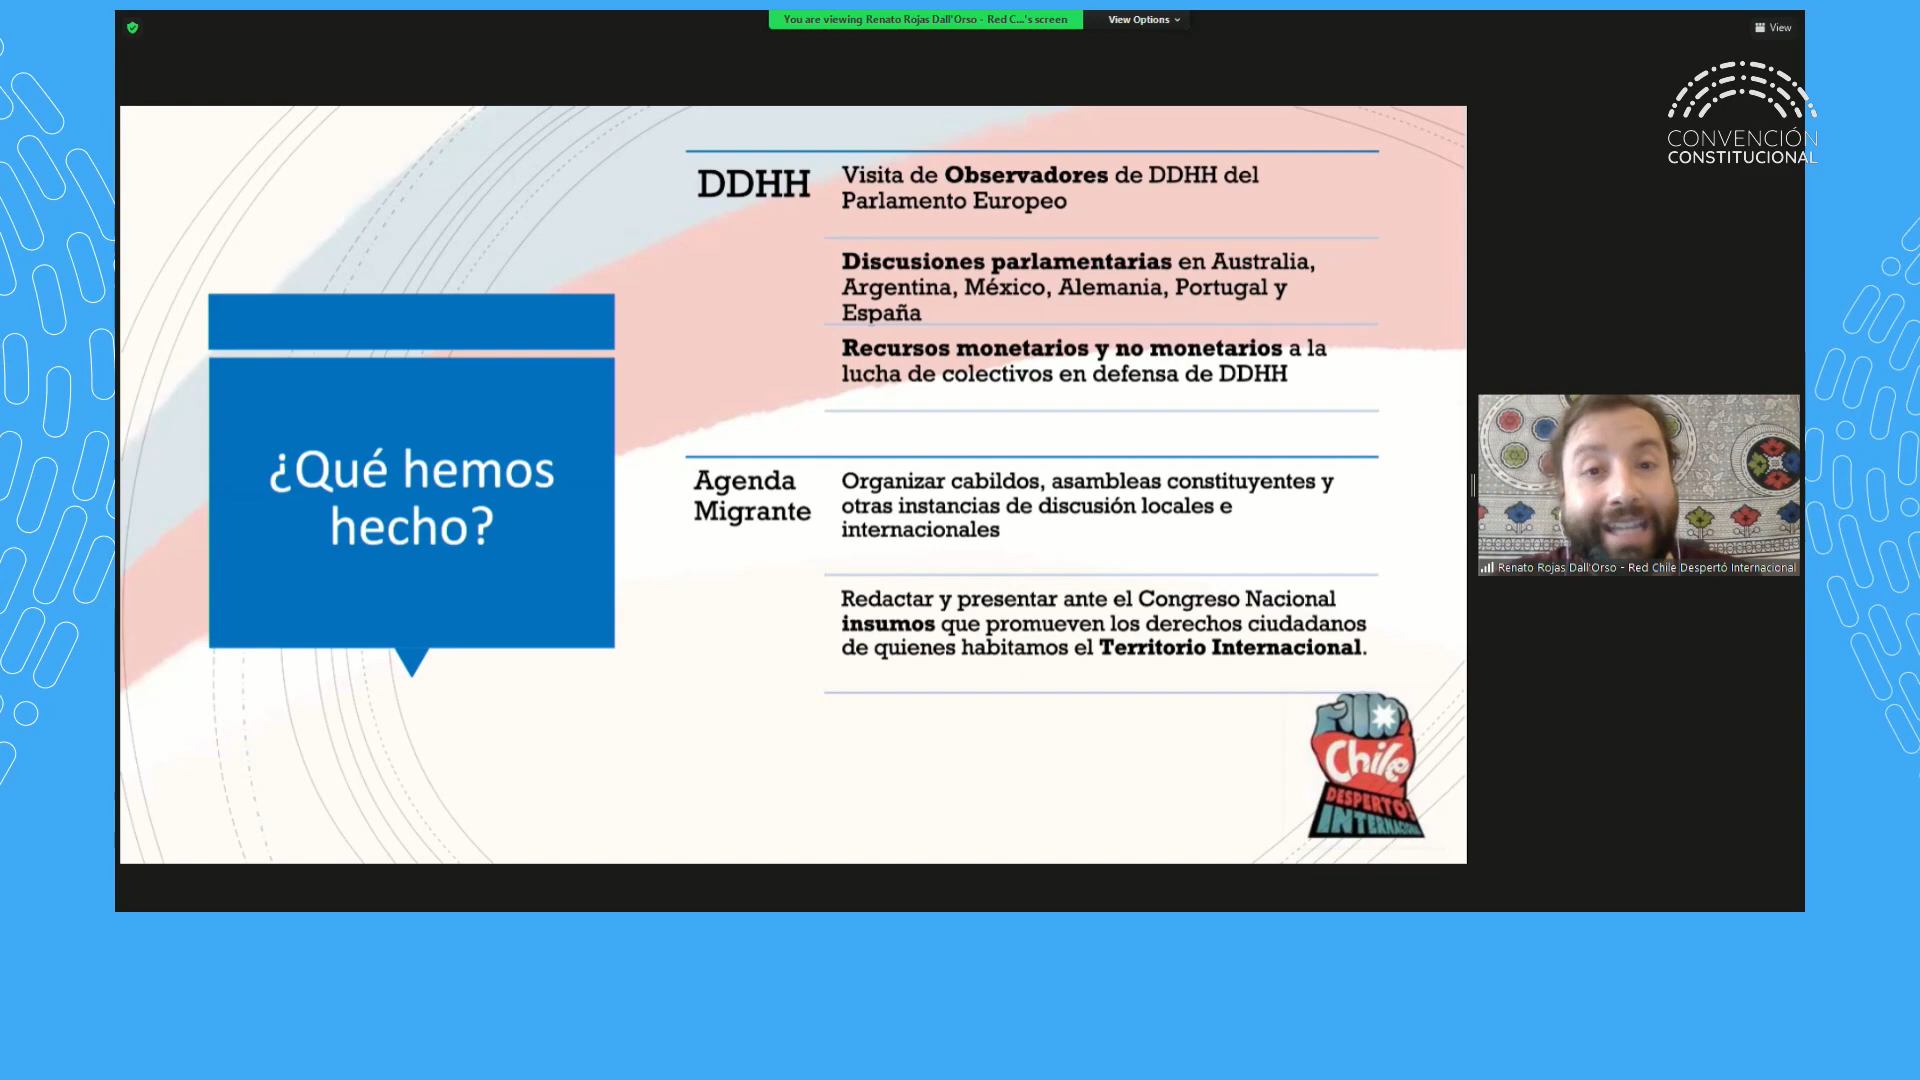 You are viewing Renato Rojas Dall'Orso - Red C...'s screen
View Options
View
CONVENCIÓN
CONSTITUCIONAL
DDHH
Visita de Observadores de DDHH del
Parlamento Europeo
Discusiones parlamentarias en Australia,
Argentina, México, Alemania, Portugal y
España
Recursos monetarios y no monetarios a la
lucha de colectivos en defensa de DDHH
¿Qué hemos
hecho?
Agenda
Migrante
Organizar cabildos, asambleas constituyentes y
otras instancias de discusión locales e
internacionales
Redactar y presentar ante el Congreso Nacional
insumos que promueven los derechos ciudadanos
de quienes habitamos el Territorio Internacional.
Renato Rojas Dall'Orso - Red Chile Despertó Internacional
Chile
DESPERTÓ
INTERNACIONAL